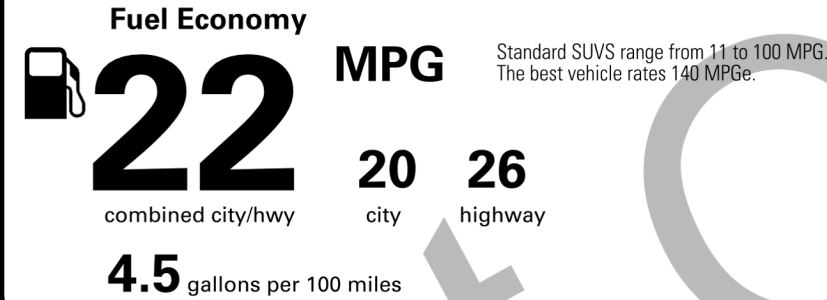 Fuel Economy
22
MPG
Standard SUVS range from 11 to 100 MPG.
The best vehicle rates 140 MPGe.
combined city/hwy
20
city
26
highway
4.5 gallons per 100 miles